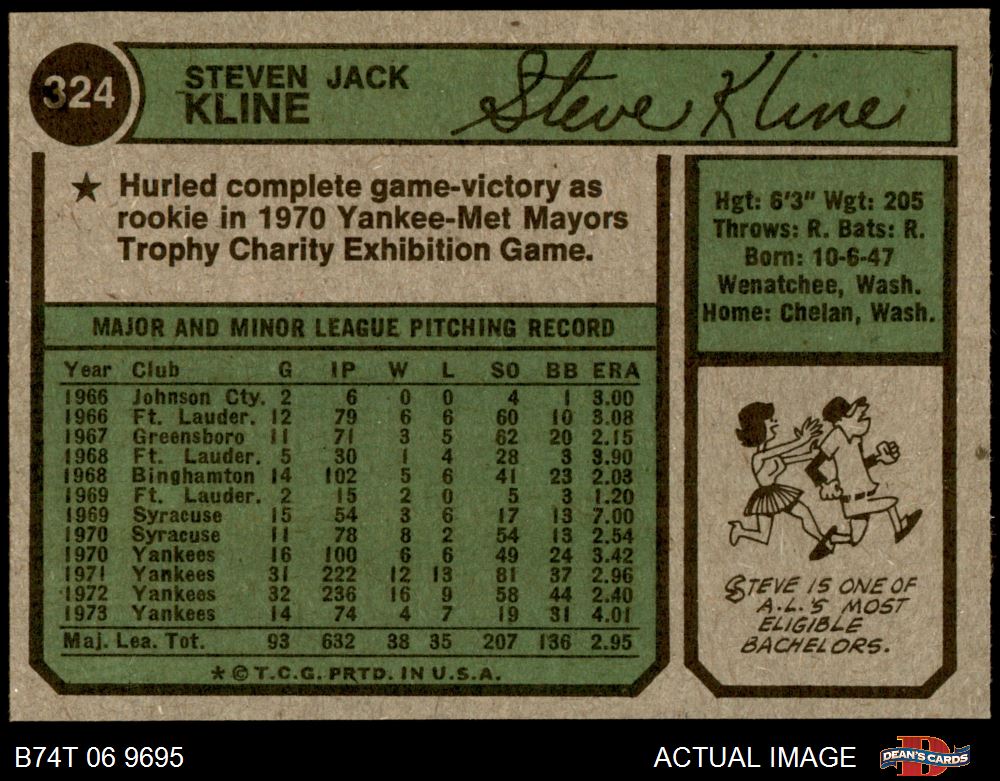 324
STEVEN JACK
KLINE
Steve Kline
★ Hurled complete game-victory as
rookie in 1970 Yankee-Met Mayors
Trophy Charity Exhibition Game.
Hgt: 6'3" Wgt: 205
Throws: R. Bats: R.
Born: 10-6-47
Wenatchee, Wash.
Home: Chelan, Wash.
MAJOR AND MINOR LEAGUE PITCHING RECORD
Year Club G IP W L SO BB ERA
1966 Johnson Cty. 2 6 0 0 4 1 3.00
1966 Ft. Lauder. 12 79 6 6 60 10 3.08
1967 Greensboro 11 71 3 5 62 20 2.15
1968 Ft. Lauder. 5 30 1 4 28 3 3.90
1968 Binghamton 14 102 5 6 41 23 2.03
1969 Ft. Lauder. 2 15 2 0 5 3 1.20
1969 Syracuse 15 54 3 6 17 13 7.00
1970 Syracuse 11 78 8 2 54 13 2.54
1970 Yankees 16 100 6 6 49 24 3.42
1971 Yankees 31 222 12 13 81 37 2.96
1972 Yankees 32 236 16 9 58 44 2.40
1973 Yankees 14 74 4 7 19 31 4.01
Maj. Lea. Tot. 93 632 38 35 207 136 2.95
* © T.C.G. PRTD. IN U.S.A.
STEVE IS ONE OF
A.L.'S MOST
ELIGIBLE
BACHELORS.
B74T 06 9695
ACTUAL IMAGE
DEAN'S CARDS